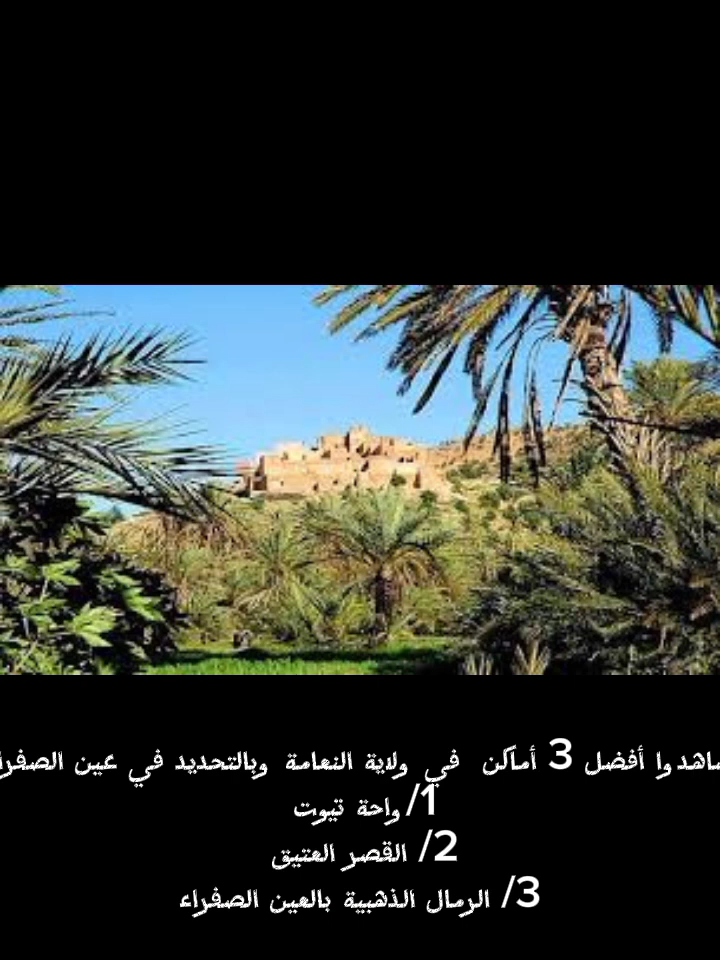 أفضل 3 أماكن في ولاية النعامة وبالتحديد في عين
1/ واحة تيوت
2/ القصر العتيق
3/ الرمال الذهبية بالعين الصفراء